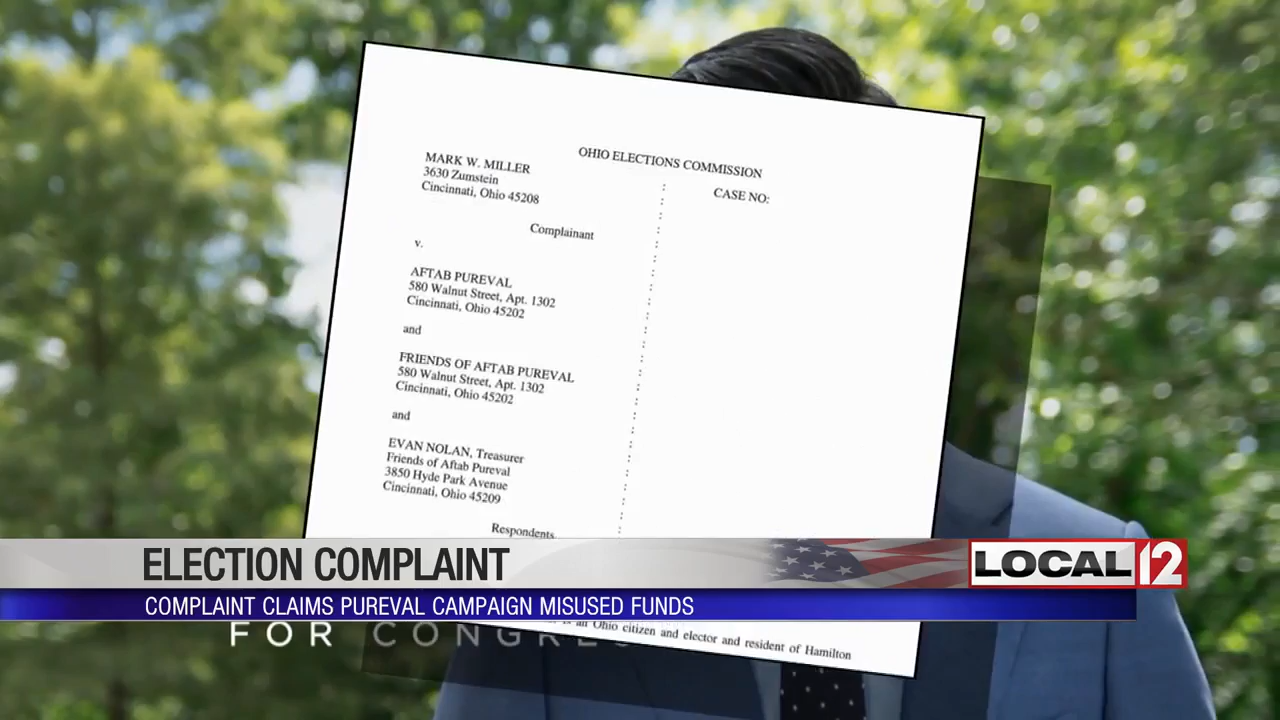 OHIO ELECTIONS COMMISSION
MARK W. MILLER
3630 Zumstein
Cincinnati, Ohio 45208
CASE NO:
Complainant
v.
AFTAB PUREVAL
580 Walnut Street, Apt. 1302
Cincinnati, Ohio 45202
and
FRIENDS OF AFTAB PUREVAL
580 Walnut Street, Apt. 1302
Cincinnati, Ohio 45202
and
EVAN NOLAN, Treasurer
Friends of Aftab Pureval
3850 Hyde Park Avenue
Cincinnati, Ohio 45209
Respondents.
ELECTION COMPLAINT
LOCAL 12
COMPLAINT CLAIMS PUREVAL CAMPAIGN MISUSED FUNDS
is an Ohio citizen and elector and resident of Hamilton
FOR